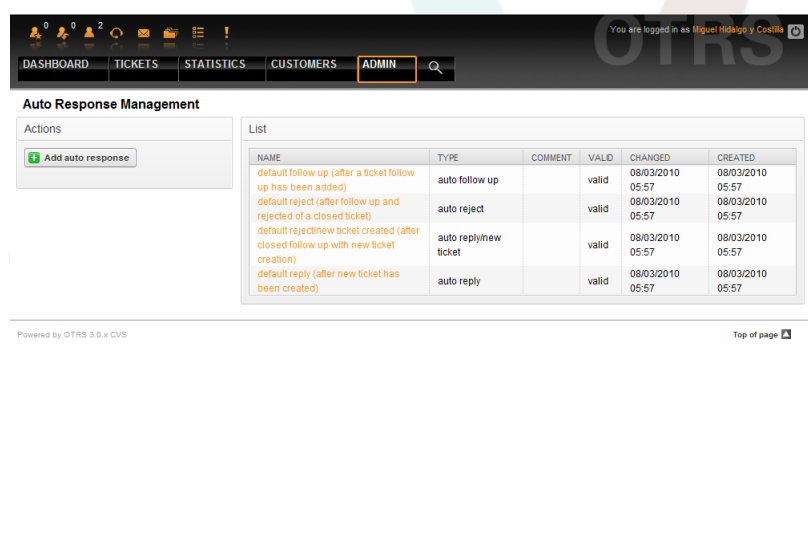 0 0 2
OTRS
You are logged in as Miguel Hidalgo y Costilla
DASHBOARD TICKETS STATISTICS CUSTOMERS ADMIN
Auto Response Management
Actions
Add auto response
List
NAME TYPE COMMENT VALID CHANGED CREATED
default follow up (after a ticket follow
up has been added)
auto follow up
valid
08/03/2010
05:57
08/03/2010
05:57
default reject (after follow up and
rejected of a closed ticket)
auto reject
valid
08/03/2010
05:57
08/03/2010
05:57
default reject/new ticket created (after
closed follow up with new ticket
creation)
auto reply/new
ticket
valid
08/03/2010
05:57
08/03/2010
05:57
default reply (after new ticket has
been created)
auto reply
valid
08/03/2010
05:57
08/03/2010
05:57
Powered by OTRS 3.0.x CVS
Top of page